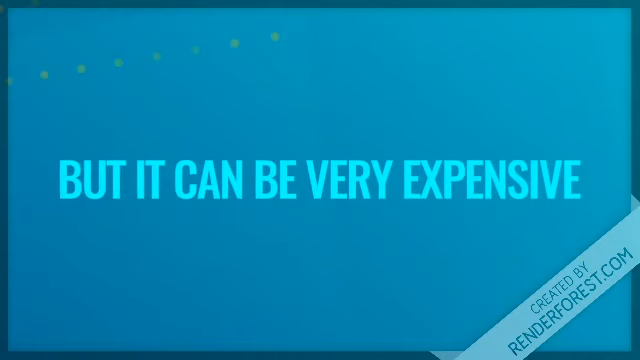 BUT IT CAN BE VERY EXPENSIVE
CREATED BY
RENDERFOREST.COM